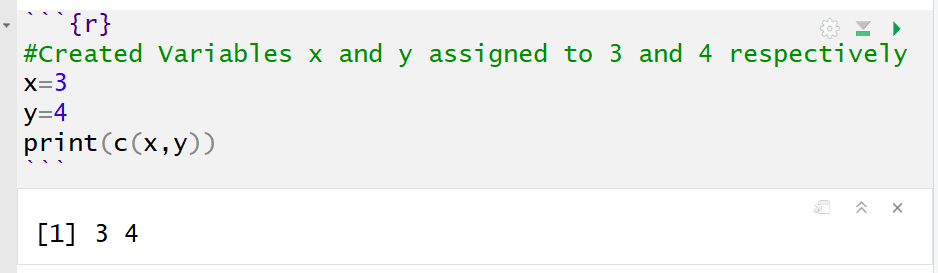 ```{r}
#Created Variables x and y assigned to 3 and 4 respectively
x=3
y=4
print(c(x,y))
```
[1] 3 4